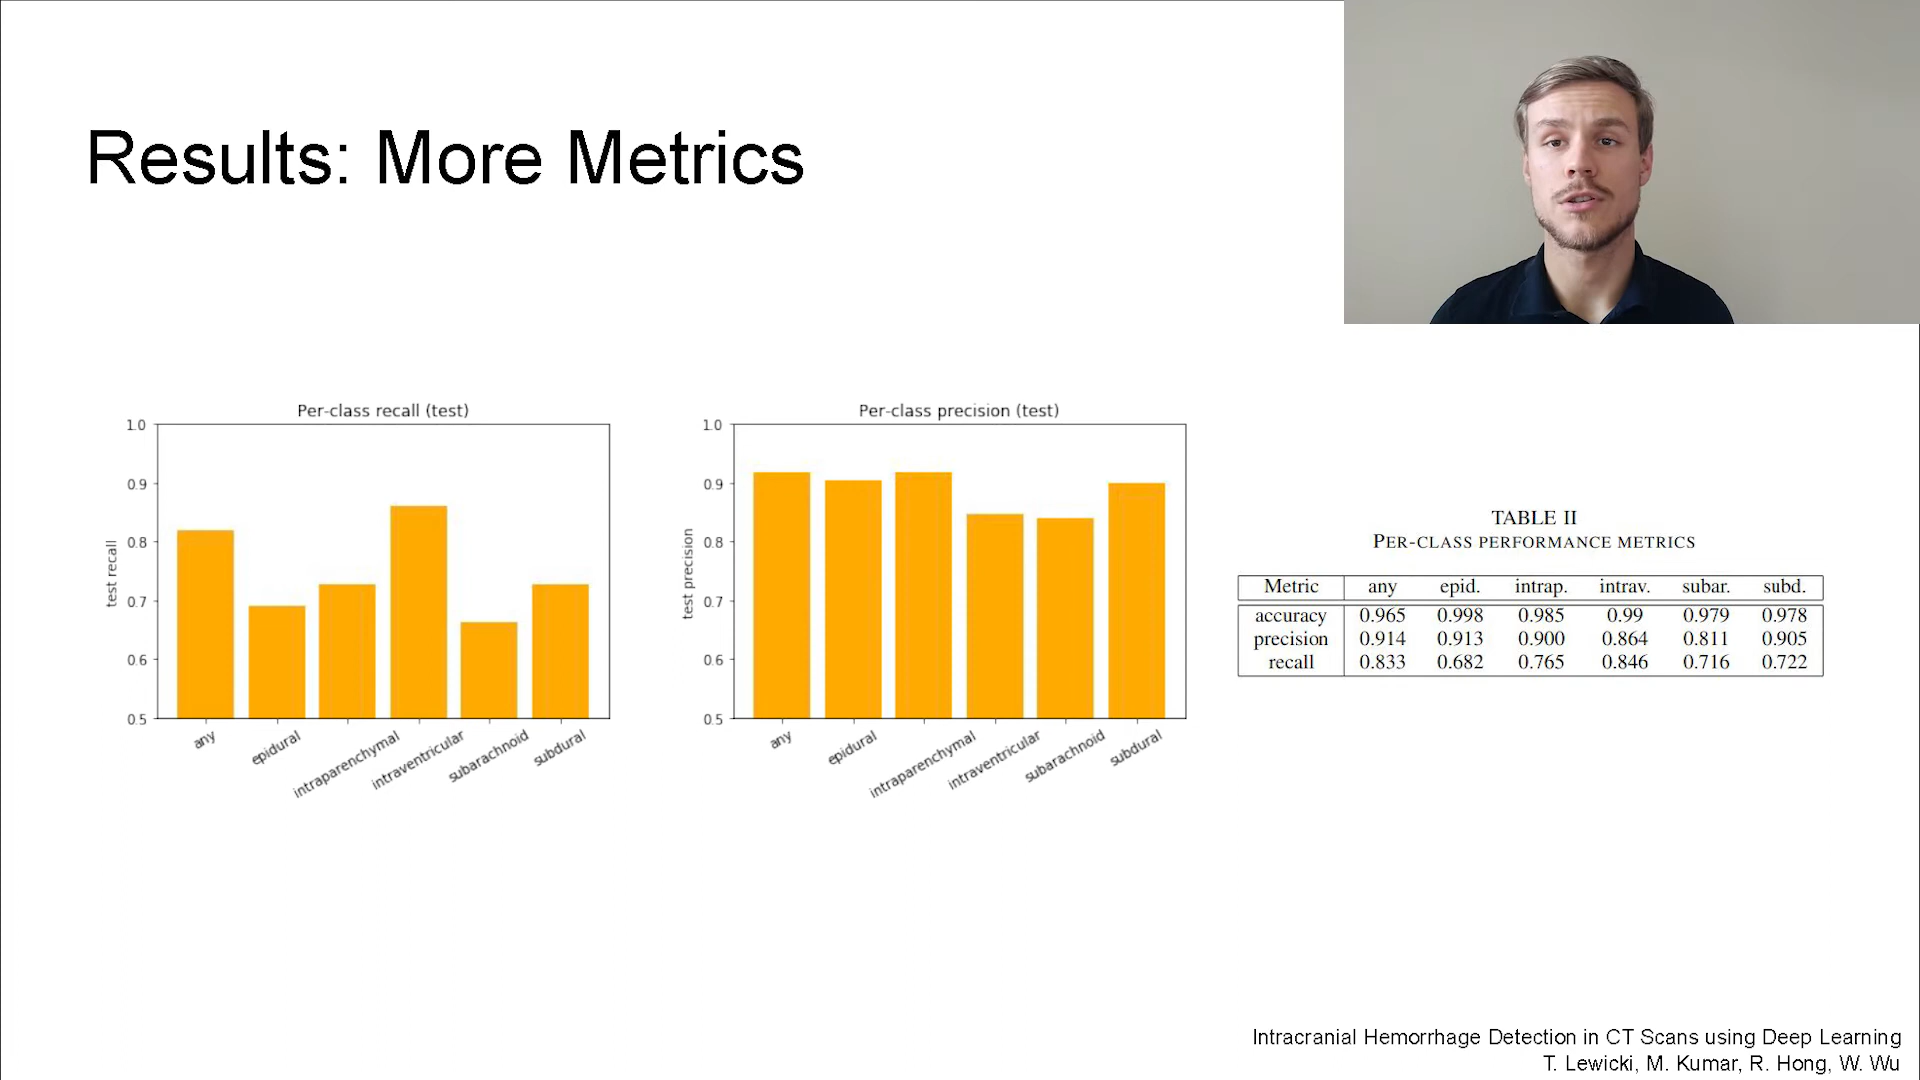 Results: More Metrics
Per-class recall (test)
1.0
0.9
0.8
0.7
0.6
0.5
test recall
any
epidural
intraparenchymal
intraventricular
subarachnoid
subdural
Per-class precision (test)
1.0
0.9
0.8
0.7
0.6
0.5
test precision
any
epidural
intraparenchymal
intraventricular
subarachnoid
subdural
TABLE II
PER-CLASS PERFORMANCE METRICS
Metric any epid. intrap. intrav. subar. subd.
accuracy 0.965 0.998 0.985 0.99 0.979 0.978
precision 0.914 0.913 0.900 0.864 0.811 0.905
recall 0.833 0.682 0.765 0.846 0.716 0.722
Intracranial Hemorrhage Detection in CT Scans using Deep Learning
T. Lewicki, M. Kumar, R. Hong, W. Wu